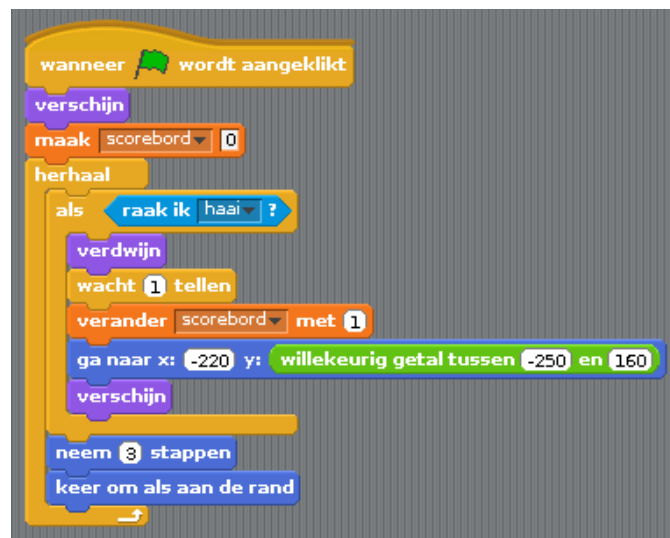 wanneer wordt aangeklikt
verschijn
maak scorebord 0
herhaal
als raak ik haai ?
verdwijn
wacht 1 tellen
verander scorebord met 1
ga naar x: -220 y: willekeurig getal tussen -250 en 160
verschijn
neem 3 stappen
keer om als aan de rand